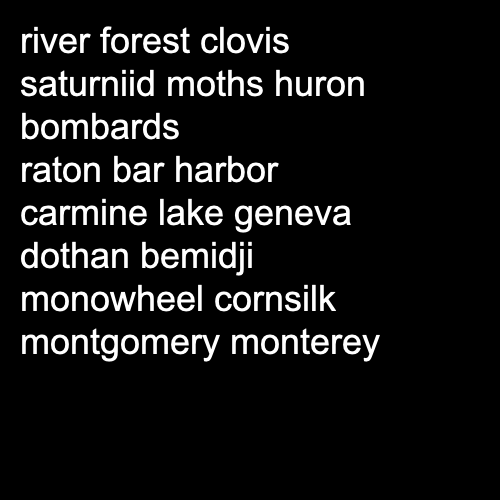 river forest clovis
saturniid moths huron
bombards
raton bar harbor
carmine lake geneva
dothan bemidji
monowheel cornsilk
montgomery monterey